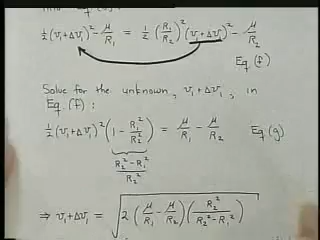 into Eq (e):
½(v₁+Δv₁)² - μ/R₁ = ½(R₁/R₂)²(v₁+Δv₁)² - μ/R₂
Eq (f)
Solve for the unknown, v₁+Δv₁, in
Eq (f):
½(v₁+Δv₁)²(1 - R₁²/R₂²) = μ/R₁ - μ/R₂ Eq (g)
(R₂²-R₁²)/R₂²
⇒ v₁+Δv₁ = √(2(μ/R₁ - μ/R₂)(R₂²/(R₂²-R₁²)))